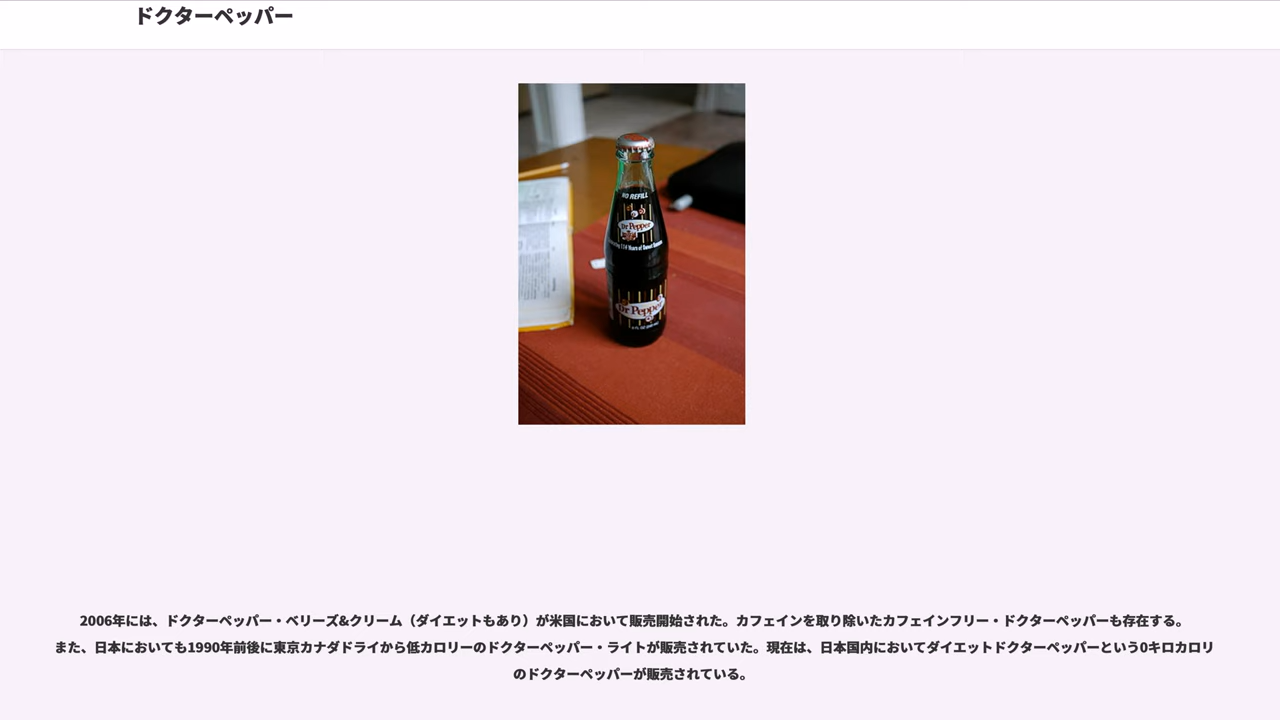 ドクターペッパー
NO REFILL
Dr Pepper
Dr Pepper
2006年には、ドクターペッパー・ベリーズ&クリーム（ダイエットもあり）が米国において販売開始された。カフェインを取り除いたカフェインフリー・ドクターペッパーも存在する。
また、日本においても1990年前後に東京カナダドライから低カロリーのドクターペッパー・ライトが販売されていた。現在は、日本国内においてダイエットドクターペッパーという0キロカロリ
のドクターペッパーが販売されている。